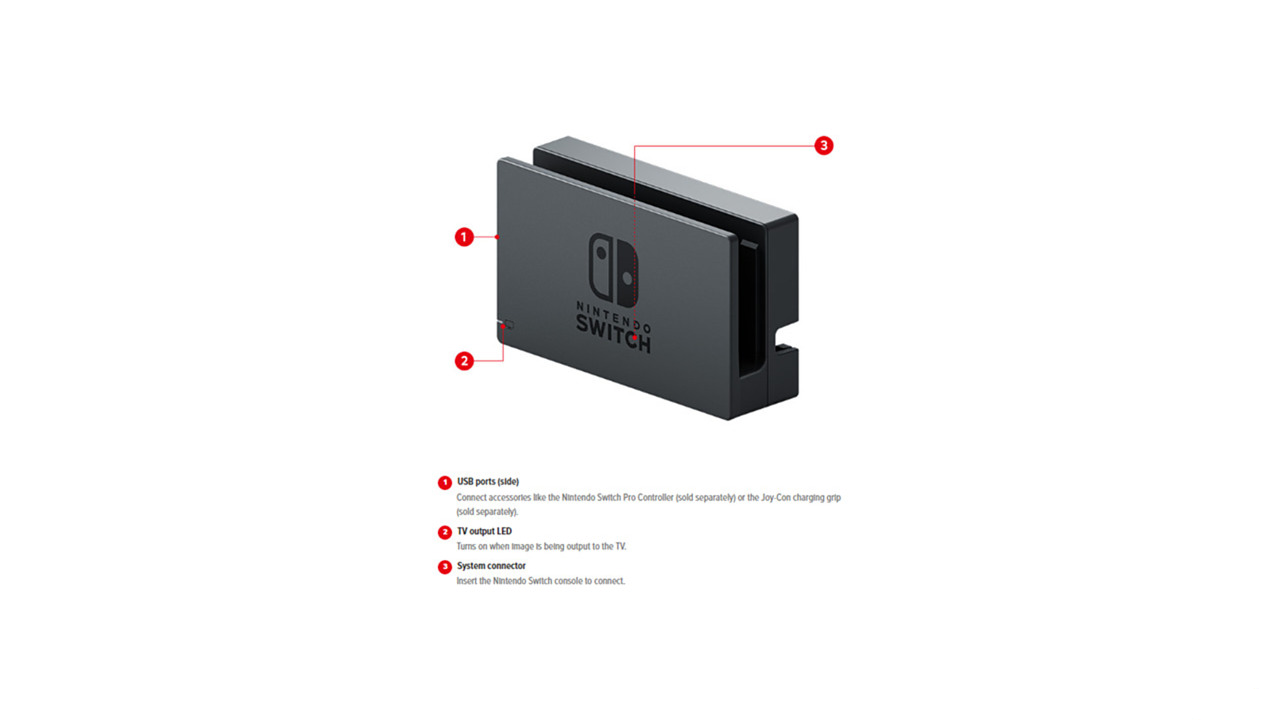 3
1
NINTENDO
SWITCH
2
1 USB ports (side)
Connect accessories like the Nintendo Switch Pro Controller (sold separately) or the Joy-Con charging grip
(sold separately).
2 TV output LED
Turns on when image is being output to the TV.
3 System connector
Insert the Nintendo Switch console to connect.